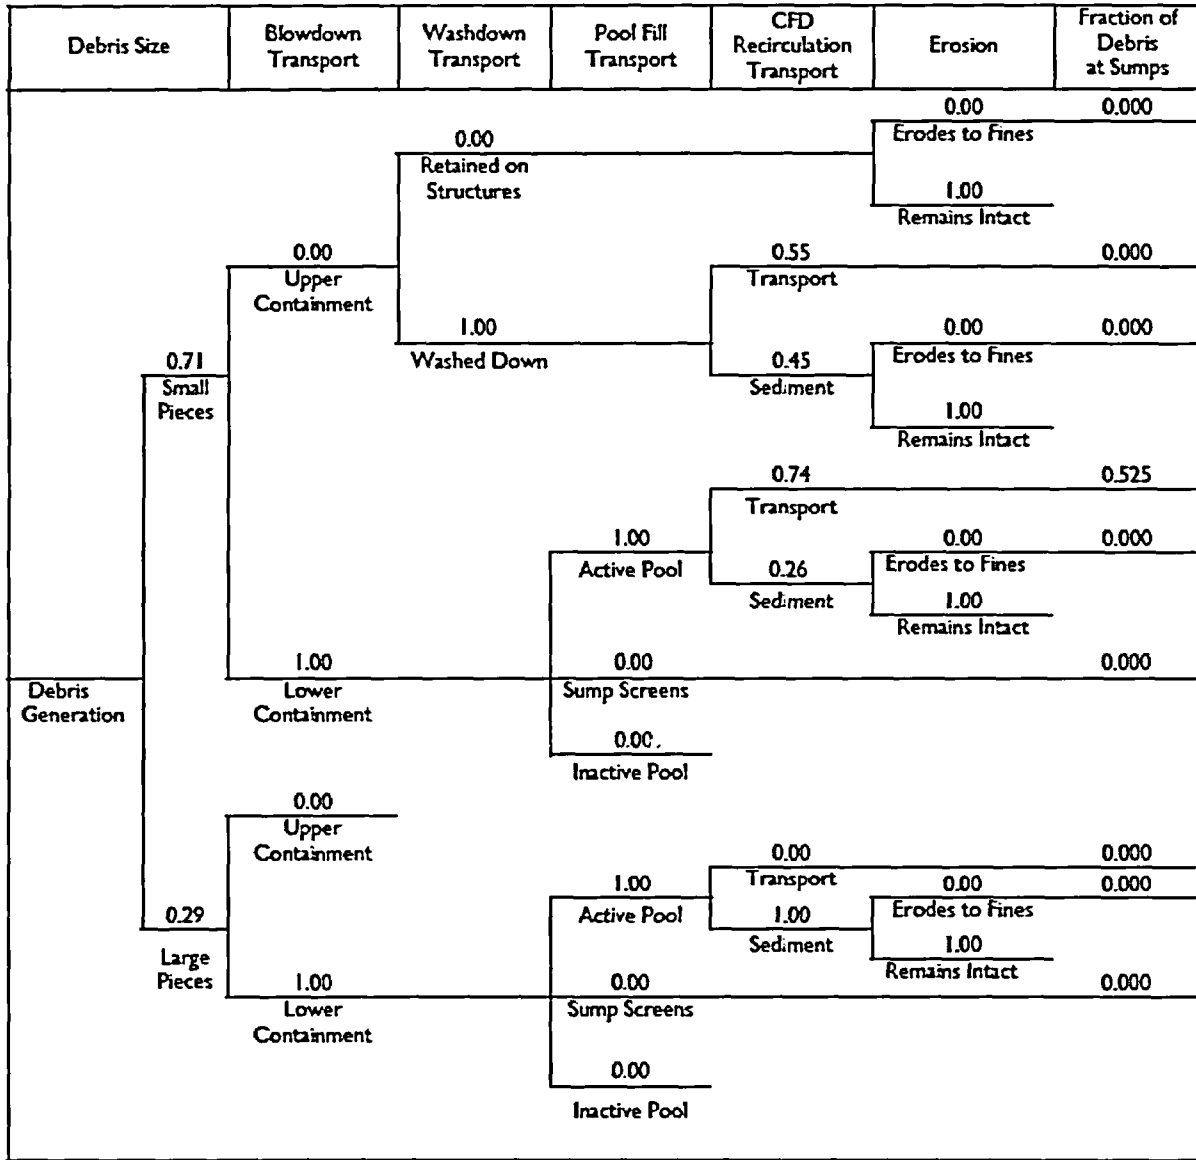 Debris Size
Blowdown
Transport
Washdown
Transport
Pool Fill
Transport
CFD
Recirculation
Transport
Erosion
Fraction of
Debris
at Sumps
0.00
Erodes to Fines
0.000
0.00
Retained on
Structures
1.00
Remains Intact
0.00
Upper
Containment
0.55
Transport
0.000
1.00
Washed Down
0.00
Erodes to Fines
0.000
0.71
Small
Pieces
0.45
Sediment
1.00
Remains Intact
0.74
Transport
0.525
1.00
Active Pool
0.00
Erodes to Fines
0.000
0.26
Sediment
1.00
Remains Intact
Debris
Generation
1.00
Lower
Containment
0.00
Sump Screens
0.000
0.00.
Inactive Pool
0.00
Upper
Containment
0.00
Transport
0.000
1.00
Active Pool
0.00
Erodes to Fines
0.000
0.29
Large
Pieces
1.00
Sediment
1.00
Remains Intact
1.00
Lower
Containment
0.00
Sump Screens
0.000
0.00
Inactive Pool